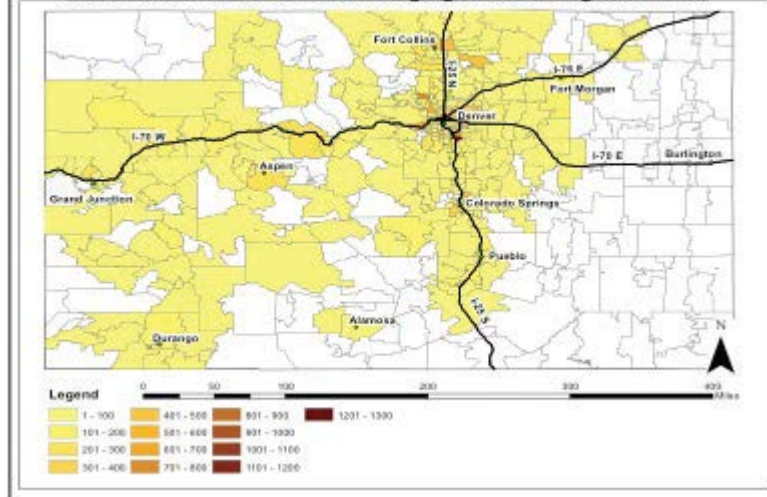 Fort Collins
I-25 N
I-76 E
Fort Morgan
Denver
I-70 W
I-70 E
Burlington
Aspen
Grand Junction
Colorado Springs
Pueblo
I-25 S
Alamosa
Durango
N
Legend
0 50 100 200 300 400
Miles
1 - 100
101 - 200
201 - 300
301 - 400
401 - 500
501 - 600
601 - 700
701 - 800
801 - 900
901 - 1000
1001 - 1100
1101 - 1200
1201 - 1300